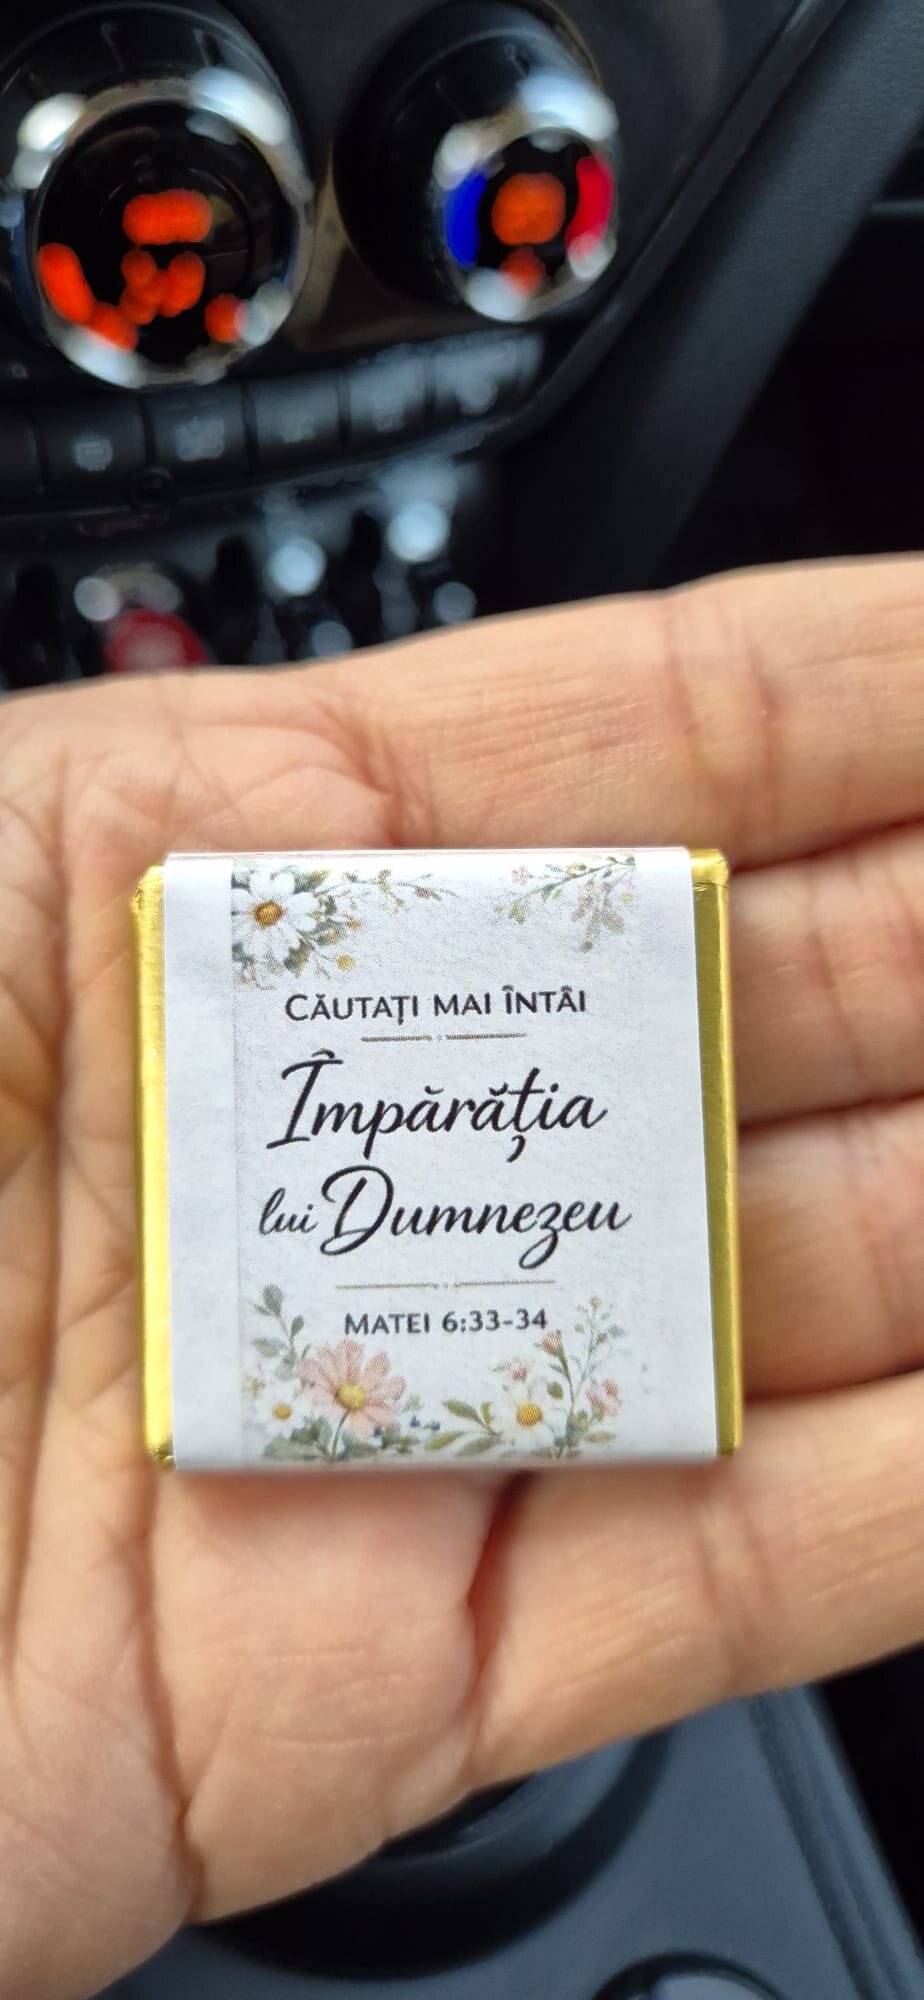 CĂUTAȚI MAI ÎNTÂI
Împărăția
lui Dumnezeu
MATEI 6:33-34